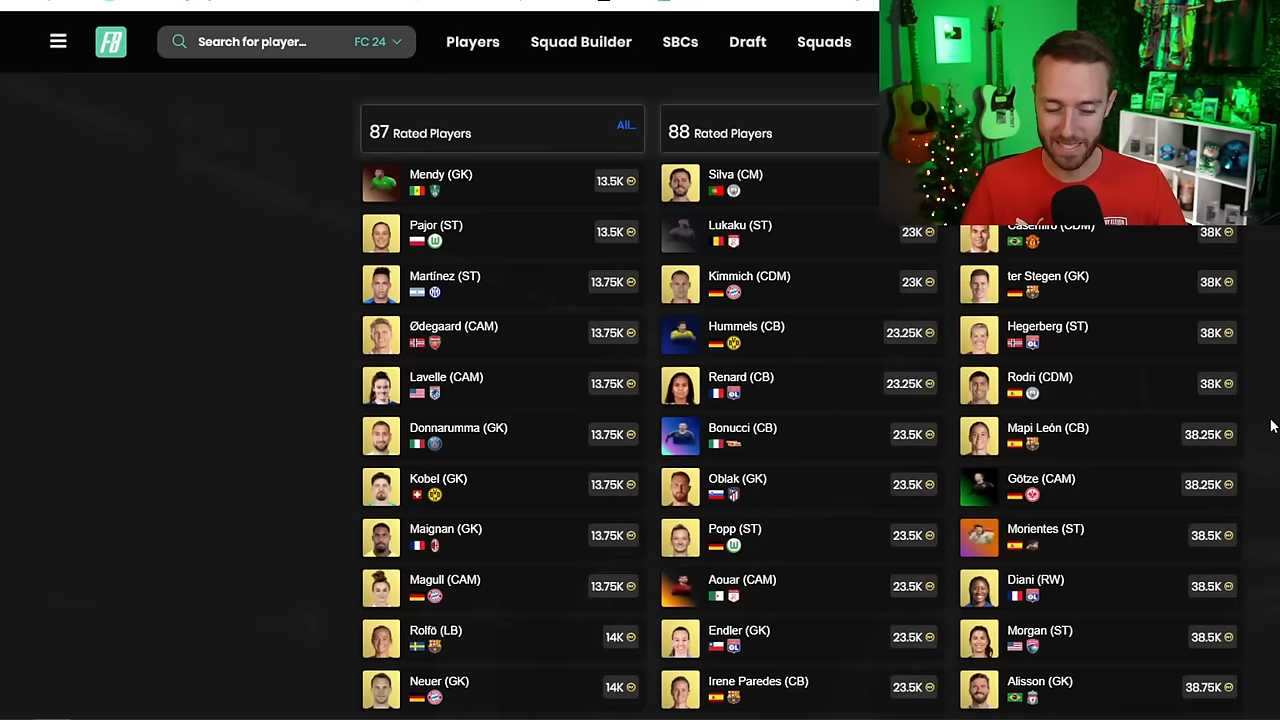 FB
Search for player...
FC 24
Players
Squad Builder
SBCs
Draft
Squads
87 Rated Players
All...
Mendy (GK)
13.5K
Pajor (ST)
13.5K
Martínez (ST)
13.75K
Ødegaard (CAM)
13.75K
Lavelle (CAM)
13.75K
Donnarumma (GK)
13.75K
Kobel (GK)
13.75K
Maignan (GK)
13.75K
Magull (CAM)
13.75K
Rolfö (LB)
14K
Neuer (GK)
14K
88 Rated Players
Silva (CM)
Lukaku (ST)
23K
Kimmich (CDM)
23K
Hummels (CB)
23.25K
Renard (CB)
23.25K
Bonucci (CB)
23.5K
Oblak (GK)
23.5K
Popp (ST)
23.5K
Aouar (CAM)
23.5K
Endler (GK)
23.5K
Irene Paredes (CB)
23.5K
Casemiro (CDM)
38K
ter Stegen (GK)
38K
Hegerberg (ST)
38K
Rodri (CDM)
38K
Mapi León (CB)
38.25K
Götze (CAM)
38.25K
Morientes (ST)
38.5K
Diani (RW)
38.5K
Morgan (ST)
38.5K
Alisson (GK)
38.75K